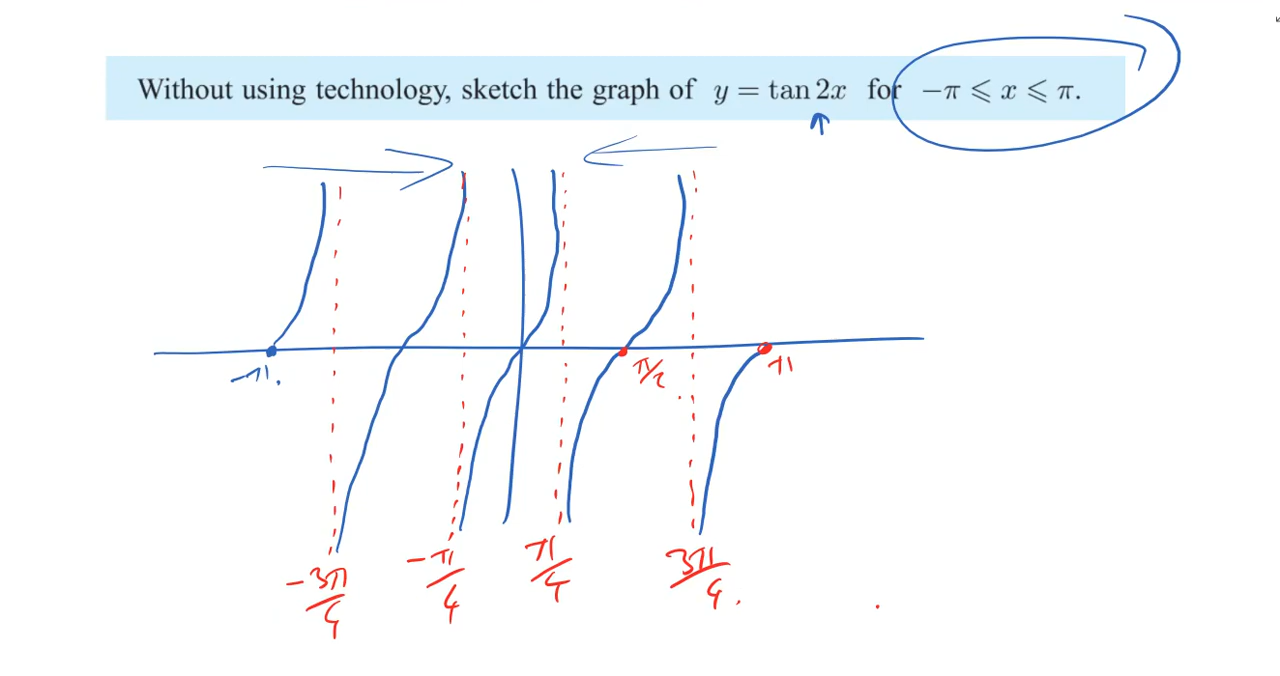 Without using technology, sketch the graph of y = tan 2x for −π ⩽ x ⩽ π.
−π.
π/2
π
−3π/4
−π/4
π/4
3π/4.